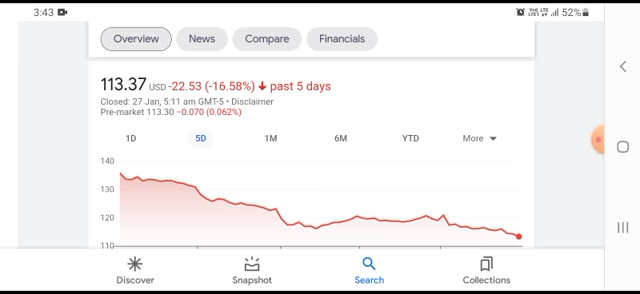 3:43 52%
Overview News Compare Financials
113.37 USD -22.53 (-16.58%) past 5 days
Closed: 27 Jan, 5:11 am GMT-5 • Disclaimer
Pre-market 113.30 −0.070 (0.062%)
1D 5D 1M 6M YTD More
140
130
120
110
Discover Snapshot Search Collections